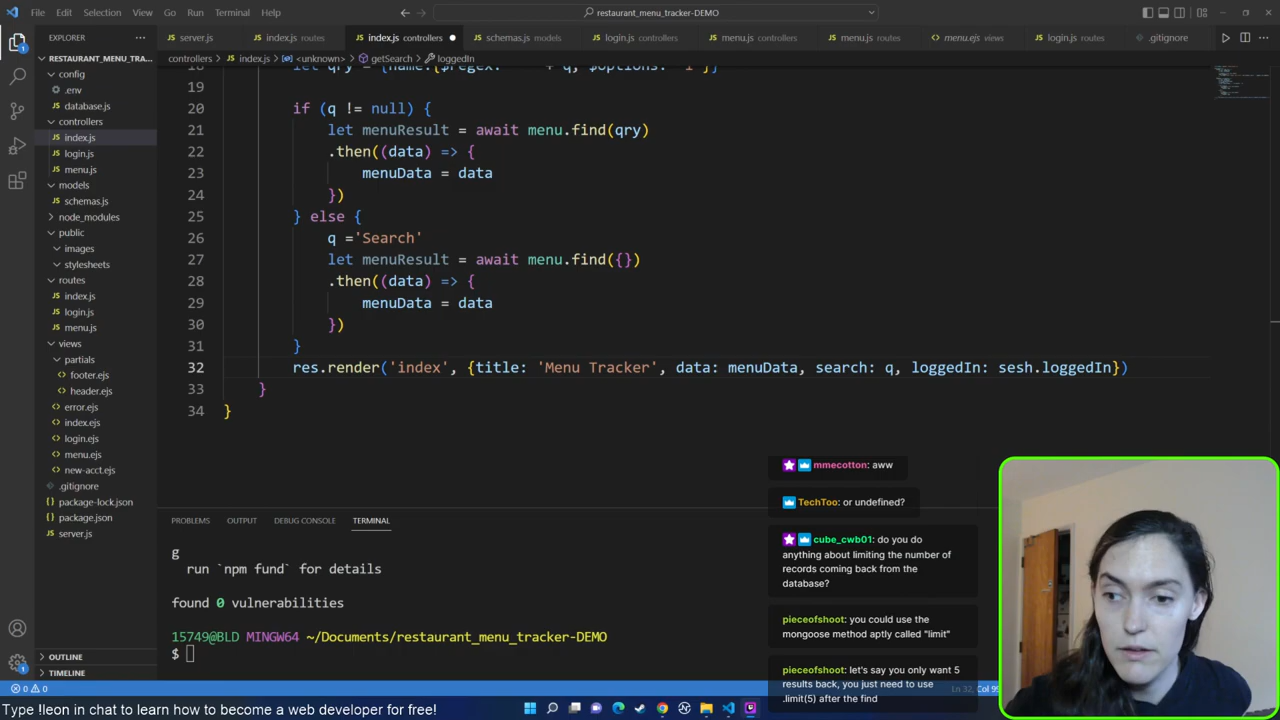 File Edit Selection View Go Run Terminal Help
restaurant_menu_tracker-DEMO
EXPLORER
server.js
index.js routes
index.js controllers
schemas.js models
login.js controllers
menu.js controllers
menu.js routes
menu.ejs views
login.js routes
.gitignore
controllers > JS index.js > <unknown> > getSearch > loggedIn
RESTAURANT_MENU_TRA...
config
.env
database.js
controllers
index.js
login.js
menu.js
models
schemas.js
node_modules
public
images
stylesheets
routes
index.js
login.js
menu.js
views
partials
footer.ejs
header.ejs
error.ejs
index.ejs
login.ejs
menu.ejs
new-acct.ejs
.gitignore
package-lock.json
package.json
server.js
OUTLINE
TIMELINE
19
20 if (q != null) {
21 let menuResult = await menu.find(qry)
22 .then((data) => {
23 menuData = data
24 })
25 } else {
26 q ='Search'
27 let menuResult = await menu.find({})
28 .then((data) => {
29 menuData = data
30 })
31 }
32 res.render('index', {title: 'Menu Tracker', data: menuData, search: q, loggedIn: sesh.loggedIn})
33 }
34 }
PROBLEMS OUTPUT DEBUG CONSOLE TERMINAL
g
run `npm fund` for details
found 0 vulnerabilities
15749@BLD MINGW64 ~/Documents/restaurant_menu_tracker-DEMO
$
mmecotton: aww
TechToo: or undefined?
cube_cwb01: do you do
anything about limiting the number of
records coming back from the
database?
pieceofshoot: you could use the
mongoose method aptly called "limit"
pieceofshoot: let's say you only want 5
results back, you just need to use
.limit(5) after the find
0 0
Type !leon in chat to learn how to become a web developer for free!